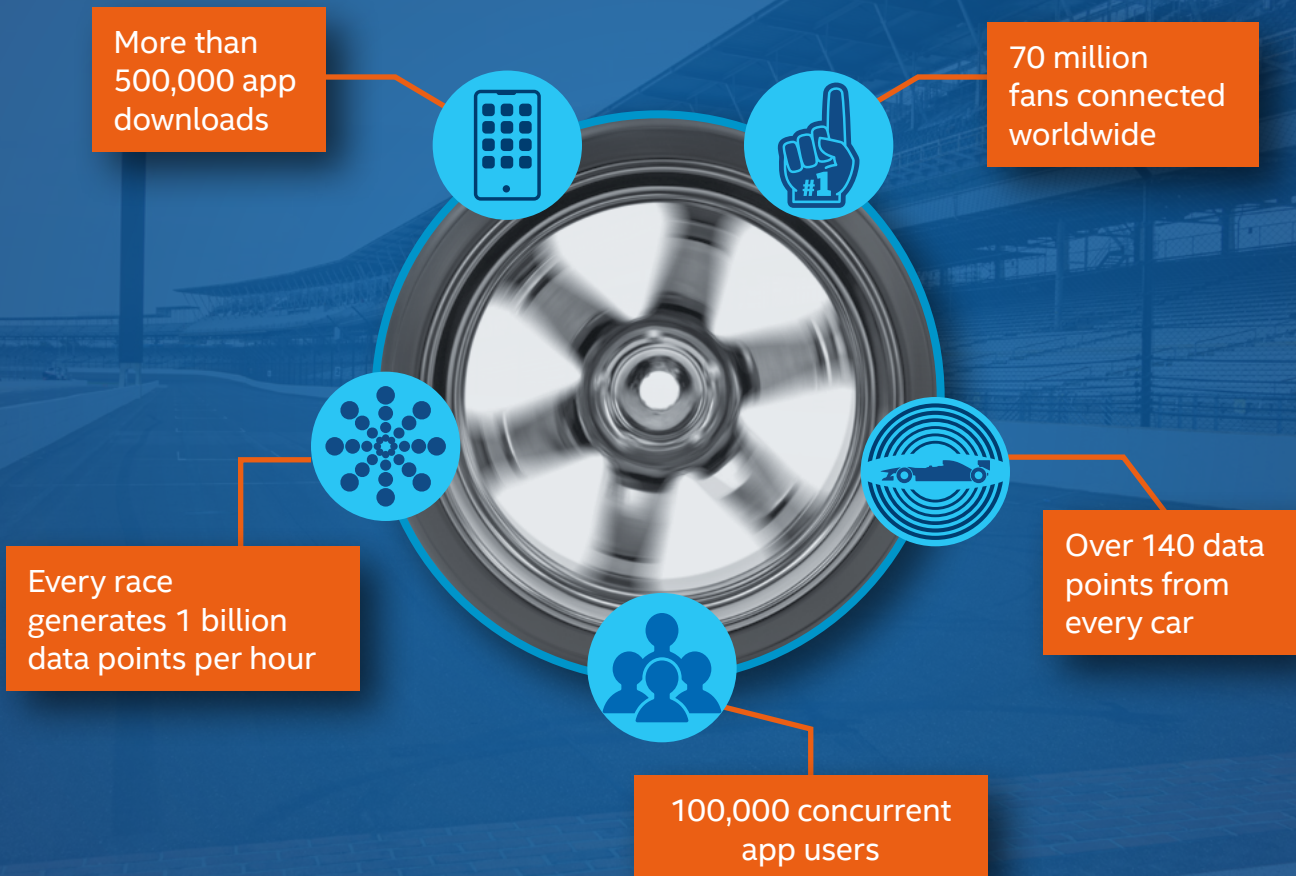 More than
500,000 app
downloads
70 million
fans connected
worldwide
#1
Every race
generates 1 billion
data points per hour
Over 140 data
points from
every car
100,000 concurrent
app users